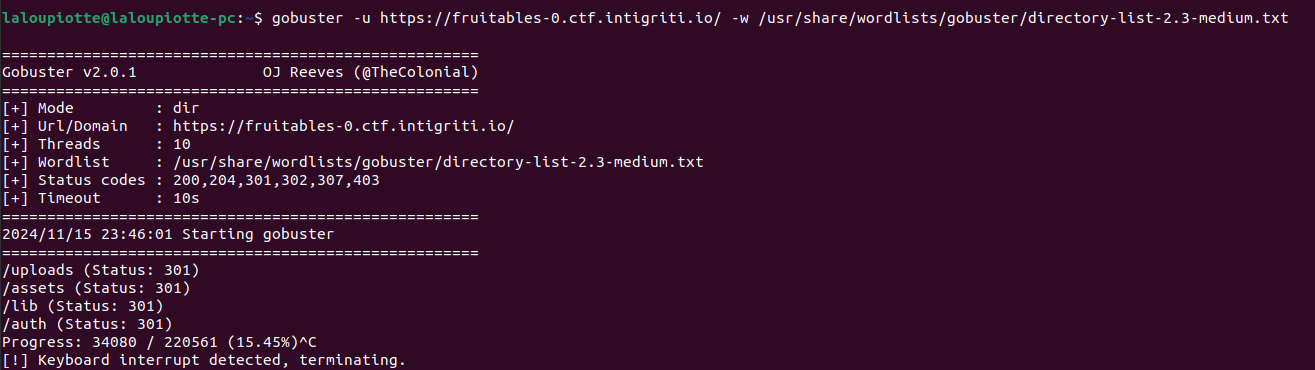 laloupiotte@laloupiotte-pc:~$ gobuster -u https://fruitables-0.ctf.intigriti.io/ -w /usr/share/wordlists/gobuster/directory-list-2.3-medium.txt
=====================================================
Gobuster v2.0.1              OJ Reeves (@TheColonial)
=====================================================
[+] Mode         : dir
[+] Url/Domain   : https://fruitables-0.ctf.intigriti.io/
[+] Threads      : 10
[+] Wordlist     : /usr/share/wordlists/gobuster/directory-list-2.3-medium.txt
[+] Status codes : 200,204,301,302,307,403
[+] Timeout      : 10s
=====================================================
2024/11/15 23:46:01 Starting gobuster
=====================================================
/uploads (Status: 301)
/assets (Status: 301)
/lib (Status: 301)
/auth (Status: 301)
Progress: 34080 / 220561 (15.45%)^C
[!] Keyboard interrupt detected, terminating.